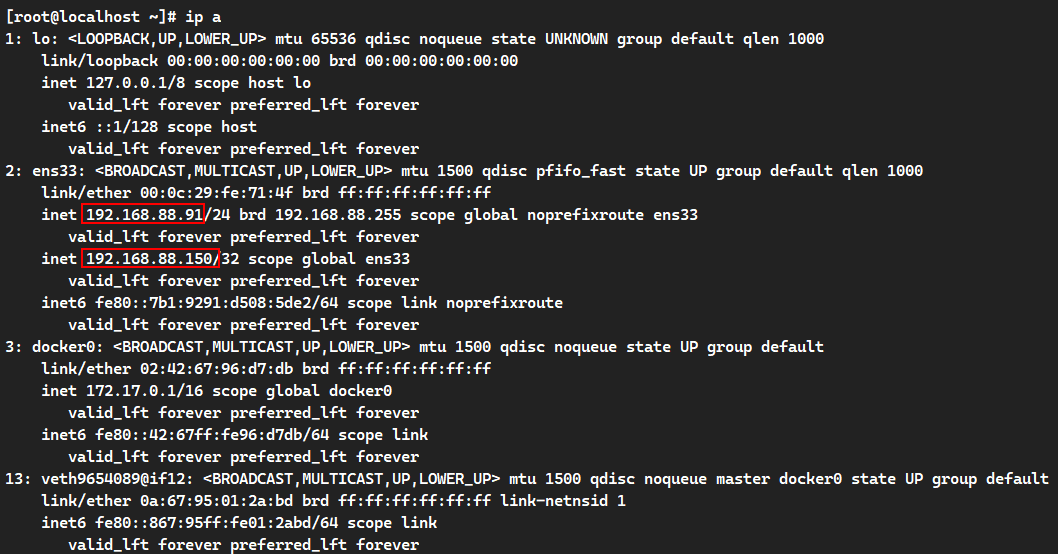 [root@localhost ~]# ip a
1: lo: <LOOPBACK,UP,LOWER_UP> mtu 65536 qdisc noqueue state UNKNOWN group default qlen 1000
    link/loopback 00:00:00:00:00:00 brd 00:00:00:00:00:00
    inet 127.0.0.1/8 scope host lo
       valid_lft forever preferred_lft forever
    inet6 ::1/128 scope host
       valid_lft forever preferred_lft forever
2: ens33: <BROADCAST,MULTICAST,UP,LOWER_UP> mtu 1500 qdisc pfifo_fast state UP group default qlen 1000
    link/ether 00:0c:29:fe:71:4f brd ff:ff:ff:ff:ff:ff
    inet 192.168.88.91/24 brd 192.168.88.255 scope global noprefixroute ens33
       valid_lft forever preferred_lft forever
    inet 192.168.88.150/32 scope global ens33
       valid_lft forever preferred_lft forever
    inet6 fe80::7b1:9291:d508:5de2/64 scope link noprefixroute
       valid_lft forever preferred_lft forever
3: docker0: <BROADCAST,MULTICAST,UP,LOWER_UP> mtu 1500 qdisc noqueue state UP group default
    link/ether 02:42:67:96:d7:db brd ff:ff:ff:ff:ff:ff
    inet 172.17.0.1/16 scope global docker0
       valid_lft forever preferred_lft forever
    inet6 fe80::42:67ff:fe96:d7db/64 scope link
       valid_lft forever preferred_lft forever
13: veth9654089@if12: <BROADCAST,MULTICAST,UP,LOWER_UP> mtu 1500 qdisc noqueue master docker0 state UP group default
    link/ether 0a:67:95:01:2a:bd brd ff:ff:ff:ff:ff:ff link-netnsid 1
    inet6 fe80::867:95ff:fe01:2abd/64 scope link
       valid_lft forever preferred_lft forever